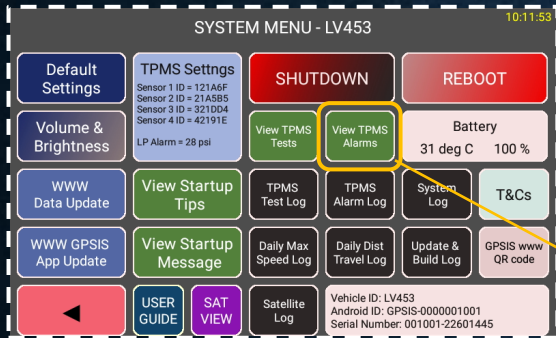 SYSTEM MENU - LV453
10:11:53
Default
Settings
TPMS Settngs
Sensor 1 ID = 121A6F
Sensor 2 ID = 21A5B5
Sensor 3 ID = 321DD4
Sensor 4 ID = 42191E
LP Alarm = 28 psi
SHUTDOWN
REBOOT
Volume &
Brightness
View TPMS
Tests
View TPMS
Alarms
Battery
31 deg C 100 %
WWW
Data Update
View Startup
Tips
TPMS
Test Log
TPMS
Alarm Log
System
Log
T&Cs
WWW GPSIS
App Update
View Startup
Message
Daily Max
Speed Log
Daily Dist
Travel Log
Update &
Build Log
GPSIS www
QR code
USER
GUIDE
SAT
VIEW
Satellite
Log
Vehicle ID: LV453
Android ID: GPSIS-0000001001
Serial Number: 001001-22601445